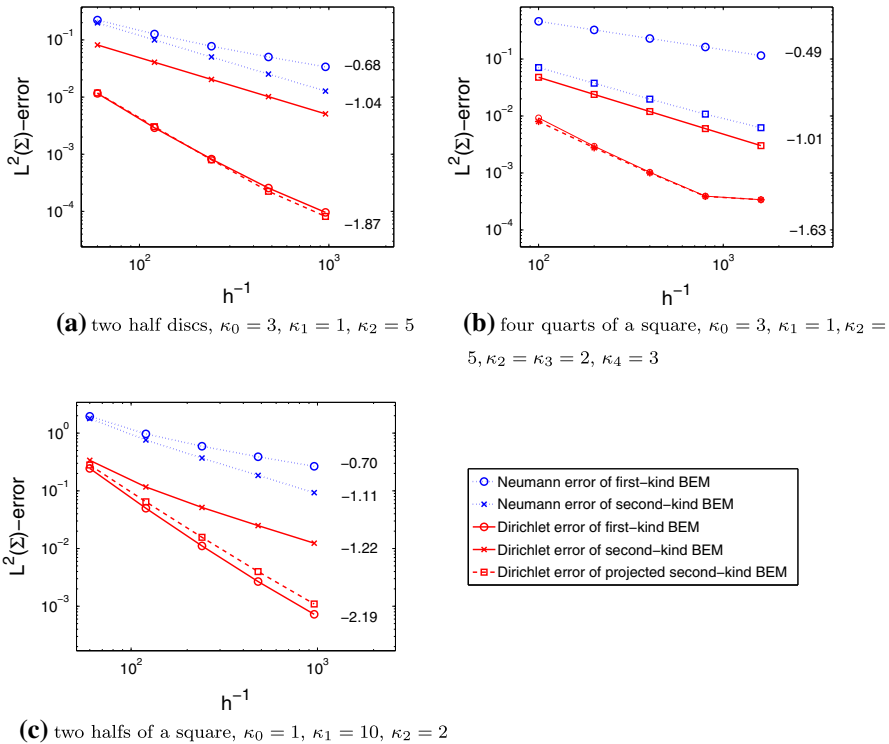 10^-1
10^-2
10^-3
10^-4
10^2
10^3
L^2(Σ)−error
h^-1
−0.68
−1.04
−1.87
(a) two half discs, κ0 = 3, κ1 = 1, κ2 = 5
10^-1
10^-2
10^-3
10^-4
10^2
10^3
L^2(Σ)−error
h^-1
−0.49
−1.01
−1.63
(b) four quarts of a square, κ0 = 3, κ1 = 1, κ2 =
5, κ2 = κ3 = 2, κ4 = 3
10^0
10^-1
10^-2
10^-3
10^2
10^3
L^2(Σ)−error
h^-1
−0.70
−1.11
−1.22
−2.19
(c) two halfs of a square, κ0 = 1, κ1 = 10, κ2 = 2
Neumann error of first−kind BEM
Neumann error of second−kind BEM
Dirichlet error of first−kind BEM
Dirichlet error of second−kind BEM
Dirichlet error of projected second−kind BEM